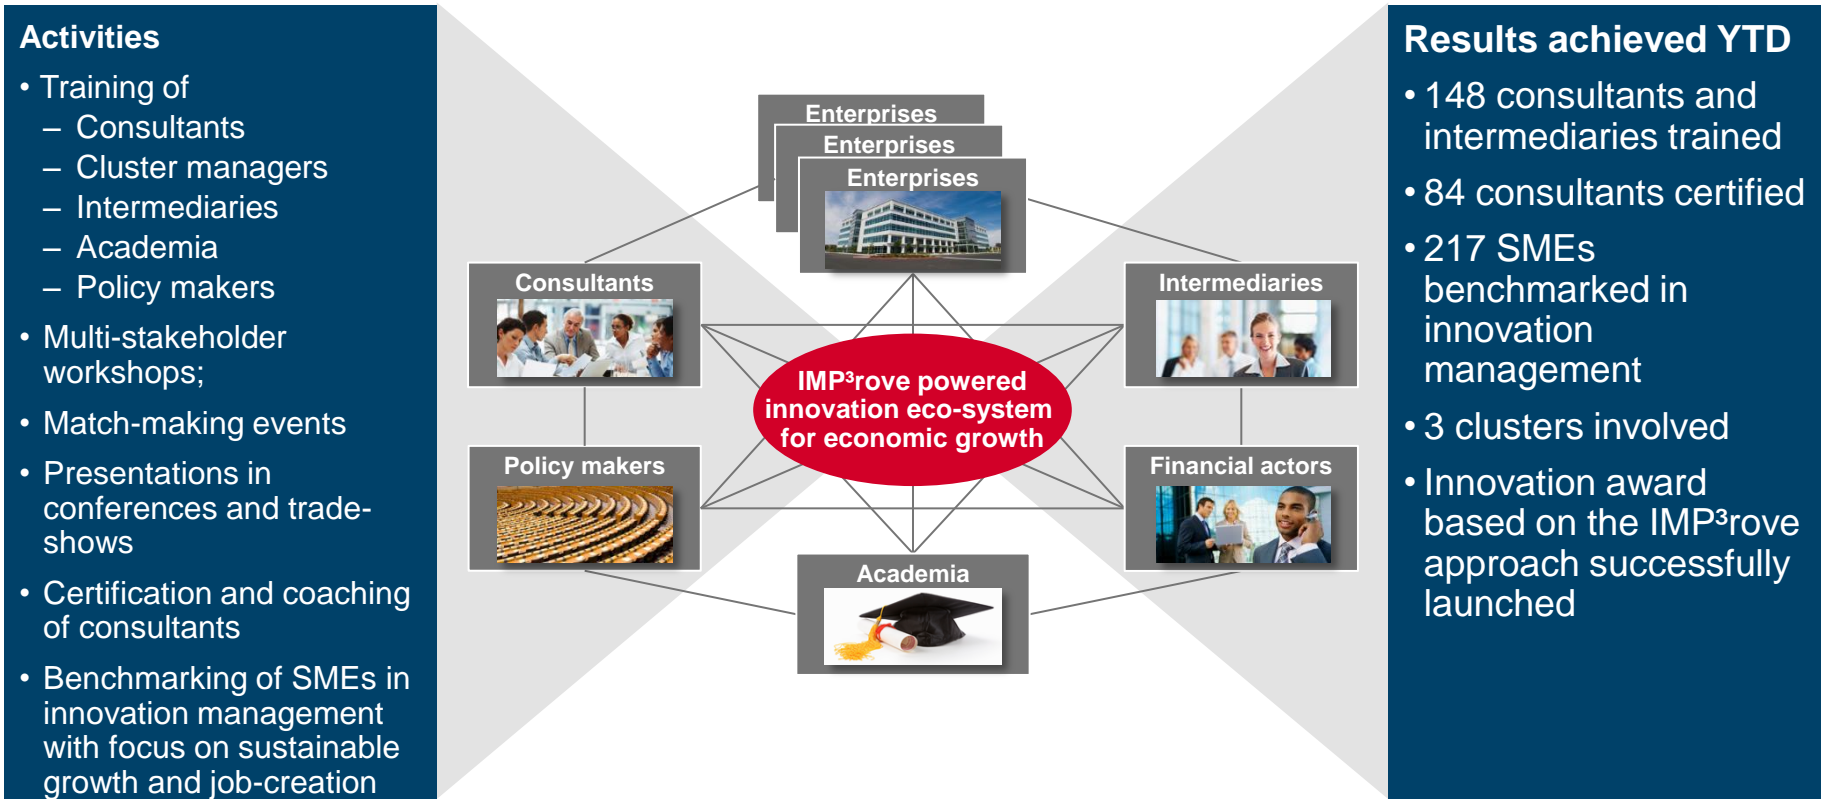 Activities
• Training of
– Consultants
– Cluster managers
– Intermediaries
– Academia
– Policy makers
• Multi-stakeholder
workshops;
• Match-making events
• Presentations in
conferences and trade-
shows
• Certification and coaching
of consultants
• Benchmarking of SMEs in
innovation management
with focus on sustainable
growth and job-creation
Enterprises
Enterprises
Enterprises
Consultants
Intermediaries
IMP³rove powered
innovation eco-system
for economic growth
Policy makers
Financial actors
Academia
Results achieved YTD
• 148 consultants and
intermediaries trained
• 84 consultants certified
• 217 SMEs
benchmarked in
innovation
management
• 3 clusters involved
• Innovation award
based on the IMP³rove
approach successfully
launched